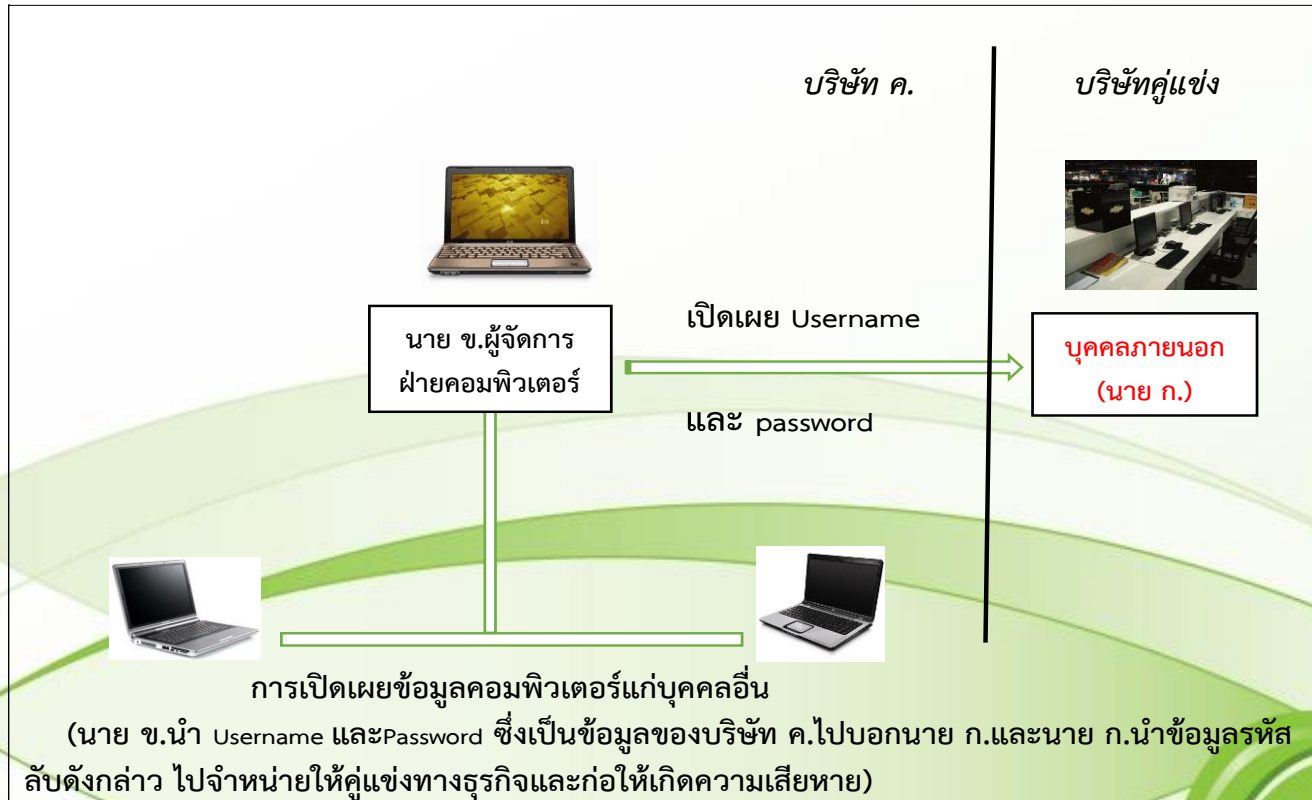 บริษัท ค.
บริษัทคู่แข่ง
นาย ข.ผู้จัดการ
ฝ่ายคอมพิวเตอร์
เปิดเผย Username
และ password
บุคคลภายนอก
(นาย ก.)
การเปิดเผยข้อมูลคอมพิวเตอร์แก่บุคคลอื่น
(นาย ข.นำ Username และPassword ซึ่งเป็นข้อมูลของบริษัท ค.ไปบอกนาย ก.และนาย ก.นำข้อมูลรหัส
ลับดังกล่าว ไปจำหน่ายให้คู่แข่งทางธุรกิจและก่อให้เกิดความเสียหาย)